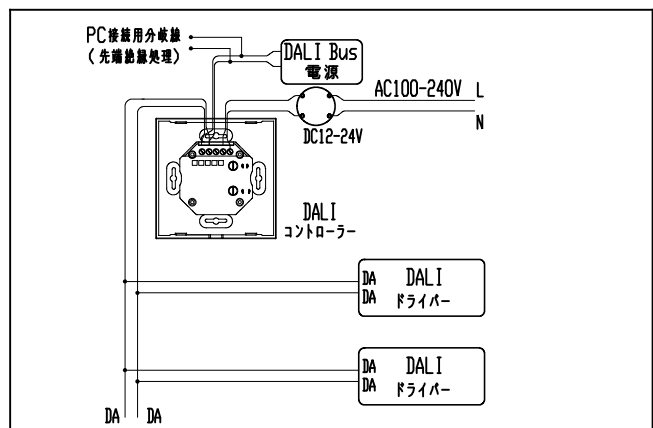 PC接続用分岐線
(先端絶縁処理)
DALI Bus
電源
AC100-240V L
N
DC12-24V
DALI
コントローラー
DA DALI
DA ドライバー
DA DALI
DA ドライバー
DA DA